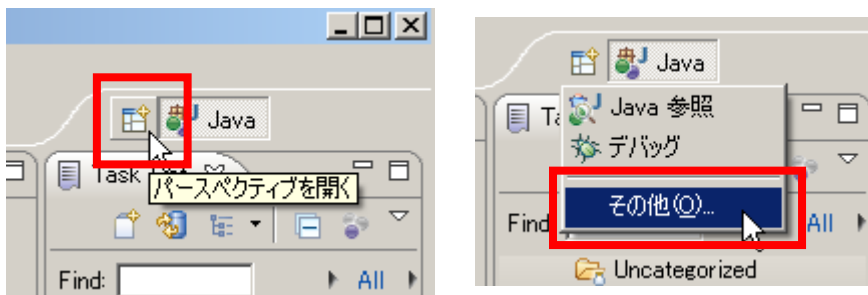 Java
Task
パースペクティブを開く
Find:
All
Java
Java 参照
デバッグ
その他(O)...
Find
All
Uncategorized